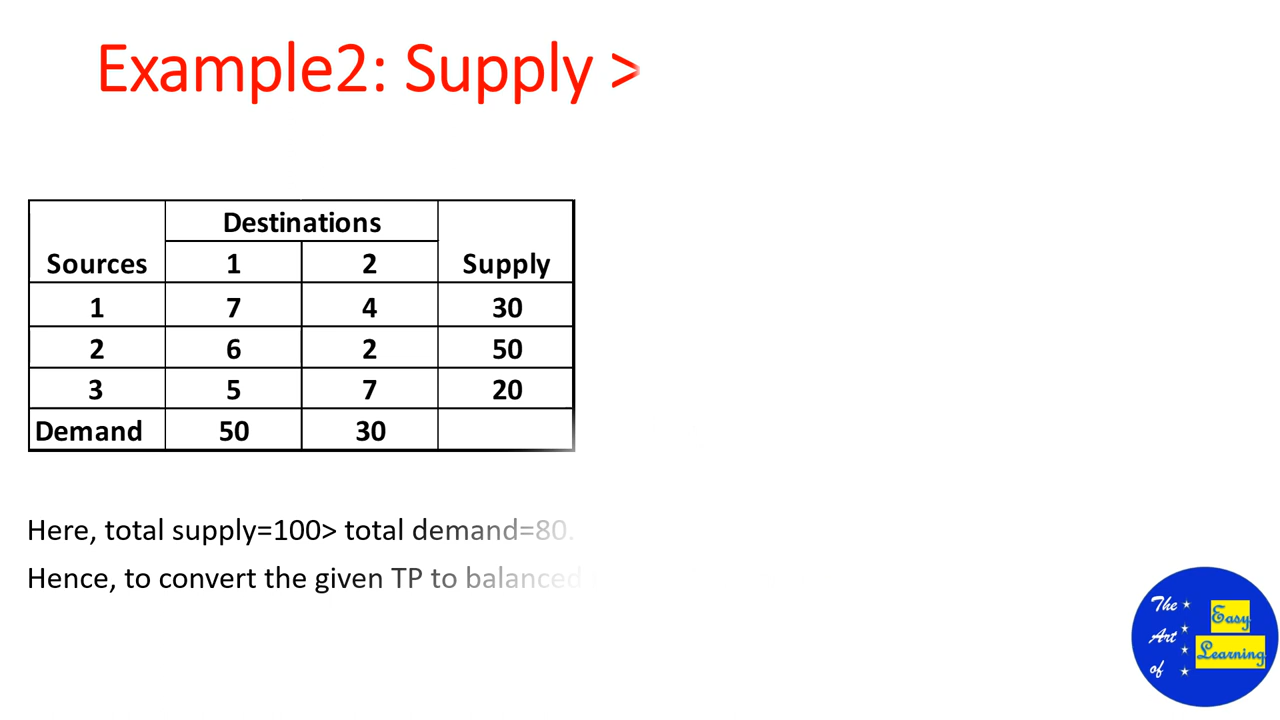 Example2: Supply >
Destinations
Sources 1 2 Supply
1 7 4 30
2 6 2 50
3 5 7 20
Demand 50 30
Here, total supply=100> total demand=80.
Hence, to convert the given TP to balanced
The Art of
Easy Learning